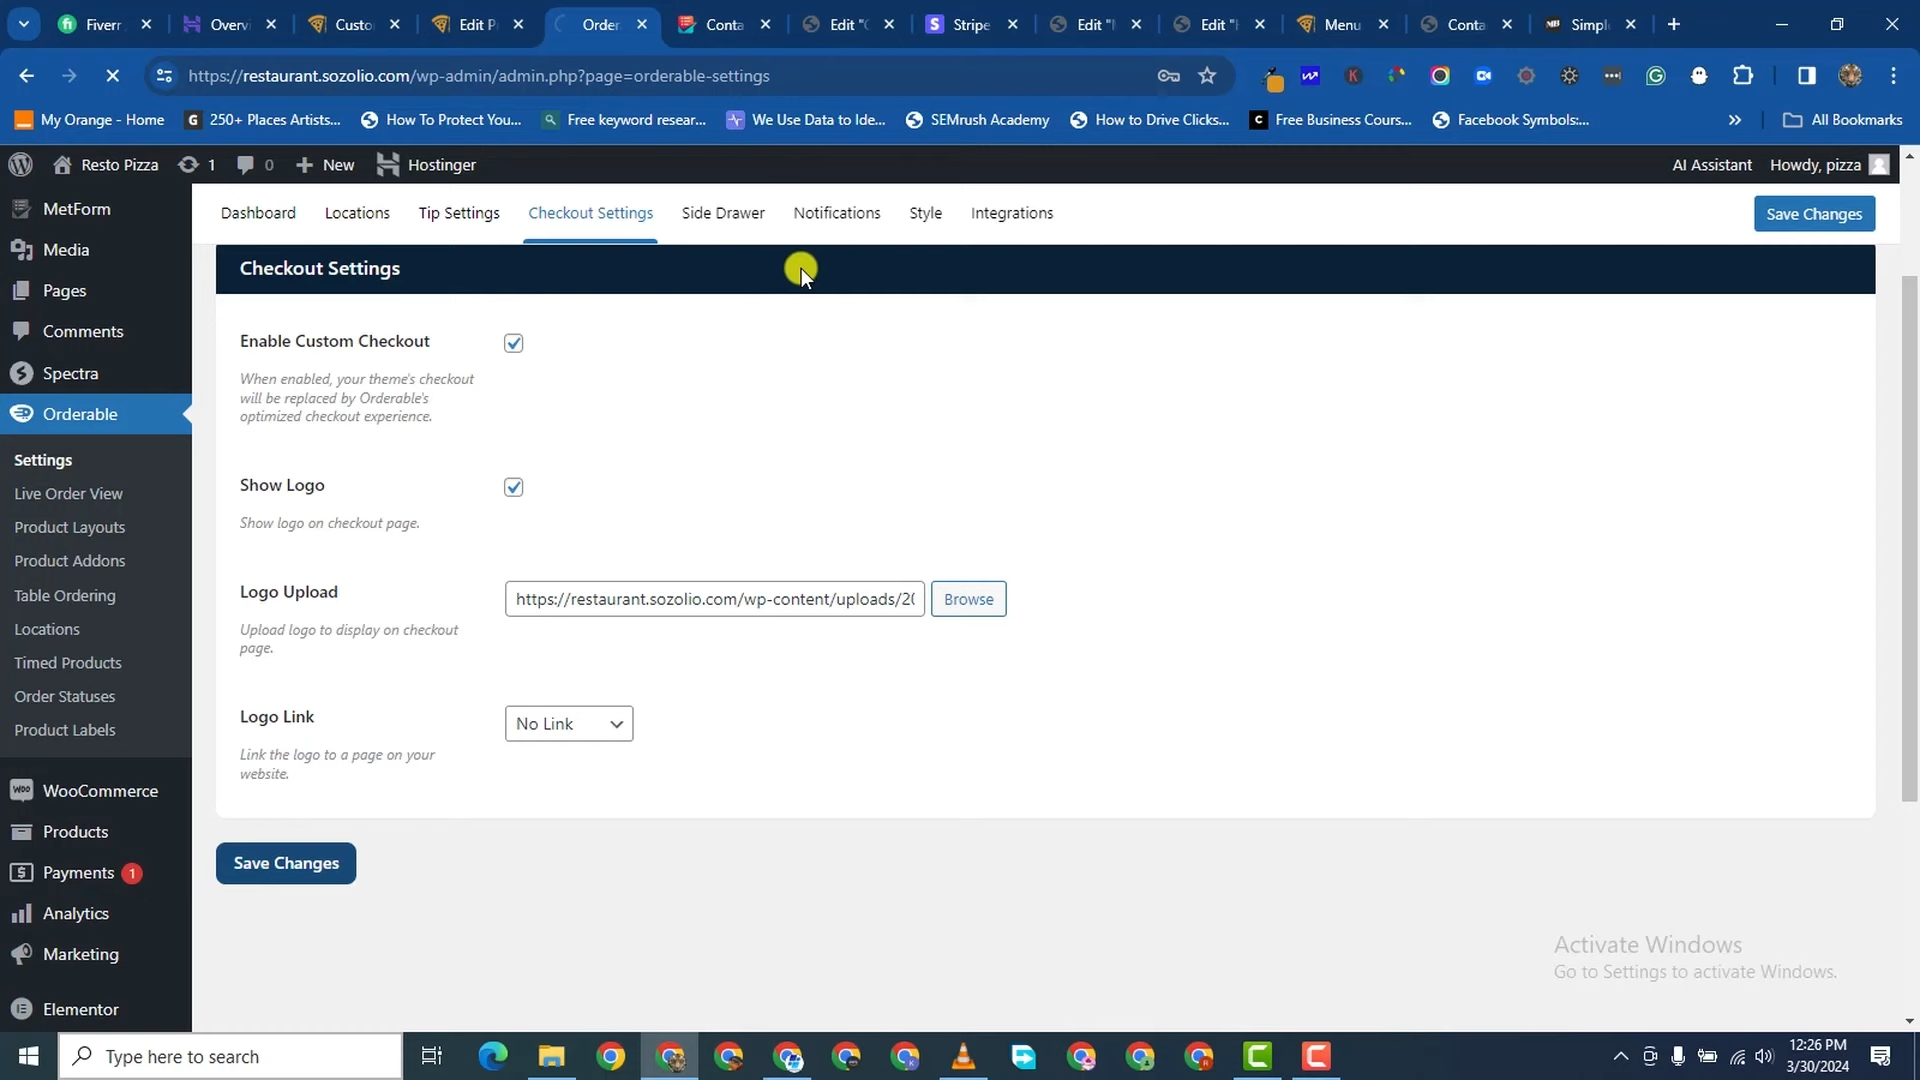 Fiverr
Overv
Custo
Edit P
Order
Conta
Edit "C
Stripe
Edit "I
Edit "H
Menu
Conta
Simpl
https://restaurant.sozolio.com/wp-admin/admin.php?page=orderable-settings
My Orange - Home
250+ Places Artists...
How To Protect You...
Free keyword resear...
We Use Data to Ide...
SEMrush Academy
How to Drive Clicks...
Free Business Cours...
Facebook Symbols:...
All Bookmarks
Resto Pizza
1
0
New
Hostinger
AI Assistant
Howdy, pizza
MetForm
Media
Pages
Comments
Spectra
Orderable
Settings
Live Order View
Product Layouts
Product Addons
Table Ordering
Locations
Timed Products
Order Statuses
Product Labels
WooCommerce
Products
Payments 1
Analytics
Marketing
Elementor
Dashboard
Locations
Tip Settings
Checkout Settings
Side Drawer
Notifications
Style
Integrations
Save Changes
Checkout Settings
Enable Custom Checkout
When enabled, your theme's checkout
will be replaced by Orderable's
optimized checkout experience.
Show Logo
Show logo on checkout page.
Logo Upload
https://restaurant.sozolio.com/wp-content/uploads/20
Browse
Upload logo to display on checkout
page.
Logo Link
No Link
Link the logo to a page on your
website.
Save Changes
Activate Windows
Go to Settings to activate Windows.
Type here to search
12:26 PM
3/30/2024